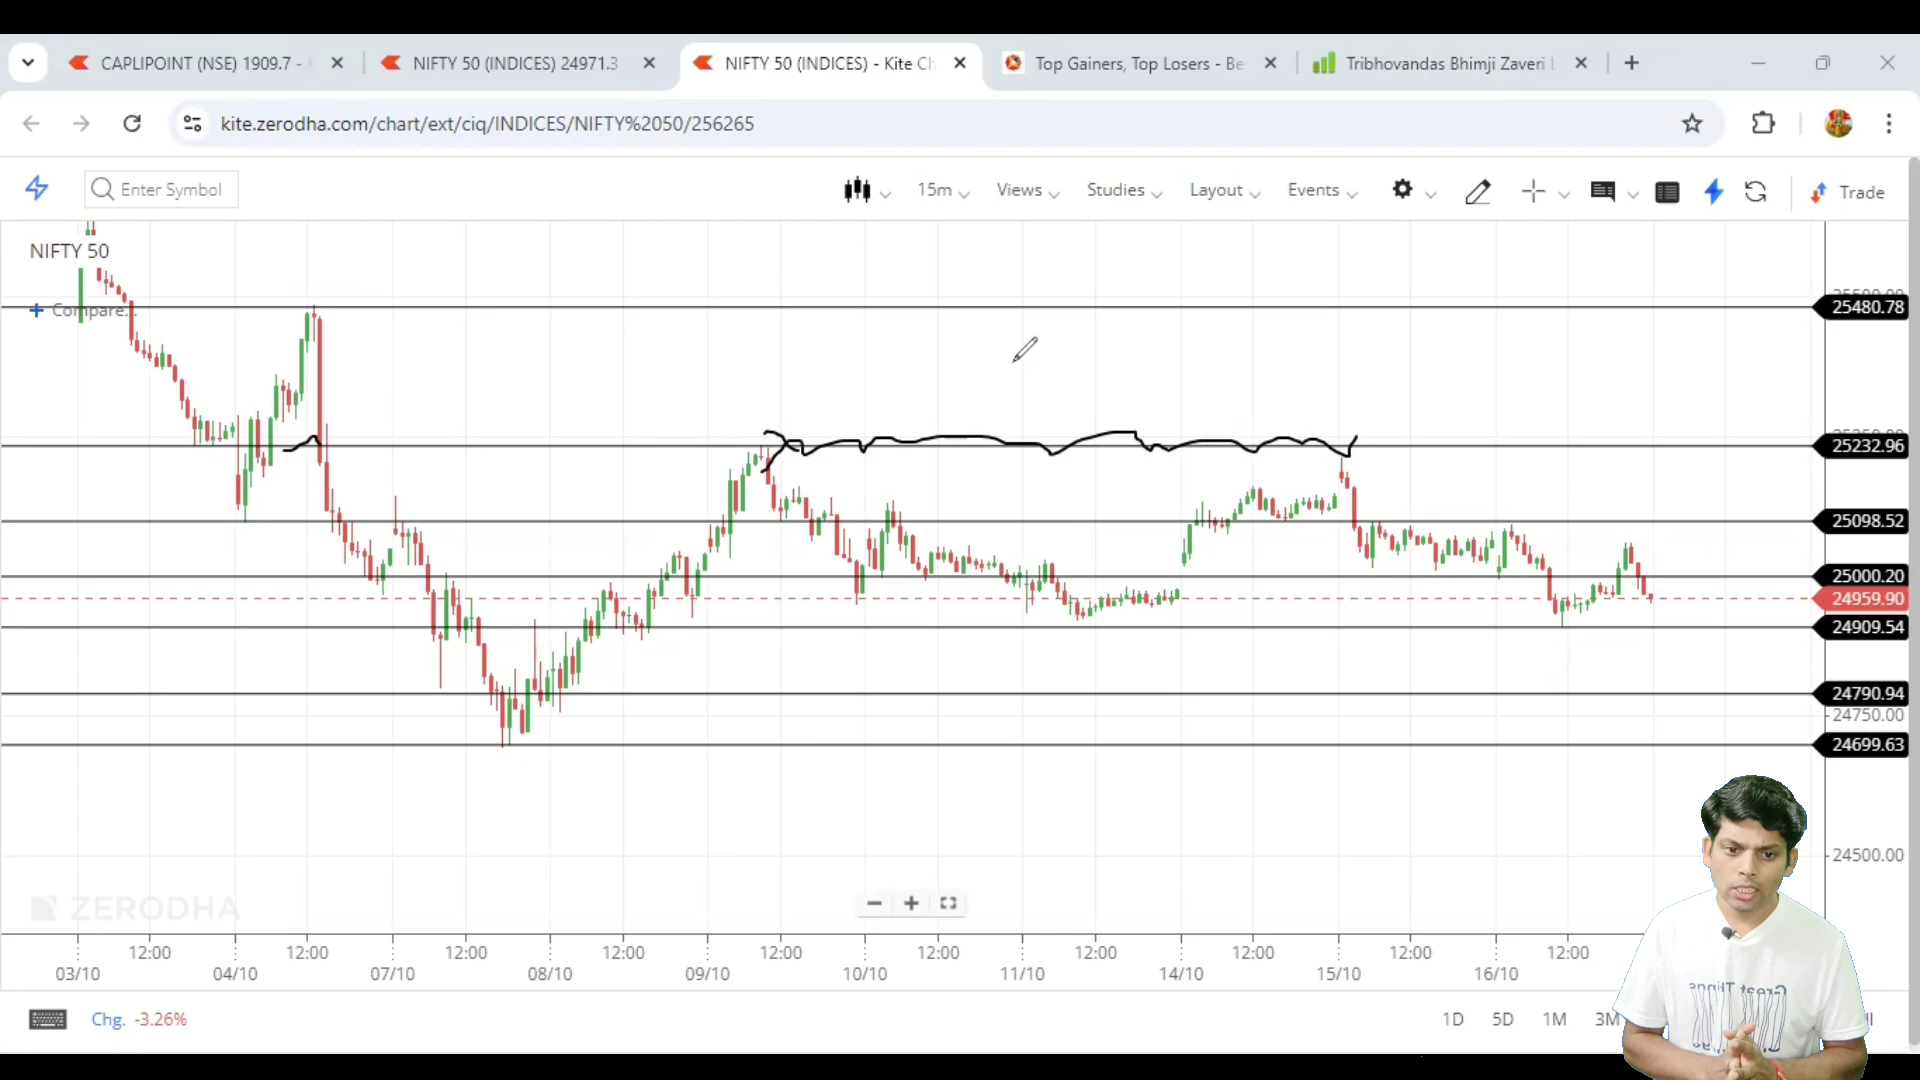 CAPLIPOINT (NSE) 1909.7 -
NIFTY 50 (INDICES) 24971.3
NIFTY 50 (INDICES) - Kite Ch
Top Gainers, Top Losers - Be
Tribhovandas Bhimji Zaveri L
kite.zerodha.com/chart/ext/ciq/INDICES/NIFTY%2050/256265
Enter Symbol
15m
Views
Studies
Layout
Events
Trade
NIFTY 50
+ Compare...
25480.78
25232.96
25098.52
25000.20
24959.90
24909.54
24790.94
24750.00
24699.63
24500.00
ZERODHA
12:00 12:00 12:00 12:00 12:00 12:00 12:00 12:00 12:00 12:00
03/10 04/10 07/10 08/10 09/10 10/10 11/10 14/10 15/10 16/10
Chg. -3.26%
1D 5D 1M 3M